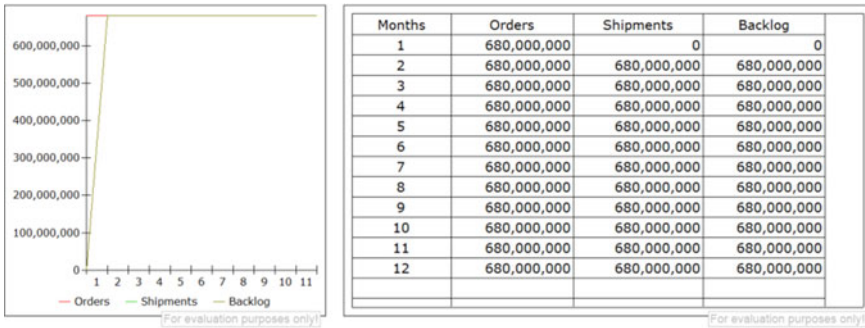 600,000,000
500,000,000
400,000,000
300,000,000
200,000,000
100,000,000
0
1 2 3 4 5 6 7 8 9 10 11
Orders Shipments Backlog
For evaluation purposes only!
Months Orders Shipments Backlog
1 680,000,000 0 0
2 680,000,000 680,000,000 680,000,000
3 680,000,000 680,000,000 680,000,000
4 680,000,000 680,000,000 680,000,000
5 680,000,000 680,000,000 680,000,000
6 680,000,000 680,000,000 680,000,000
7 680,000,000 680,000,000 680,000,000
8 680,000,000 680,000,000 680,000,000
9 680,000,000 680,000,000 680,000,000
10 680,000,000 680,000,000 680,000,000
11 680,000,000 680,000,000 680,000,000
12 680,000,000 680,000,000 680,000,000
For evaluation purposes only!